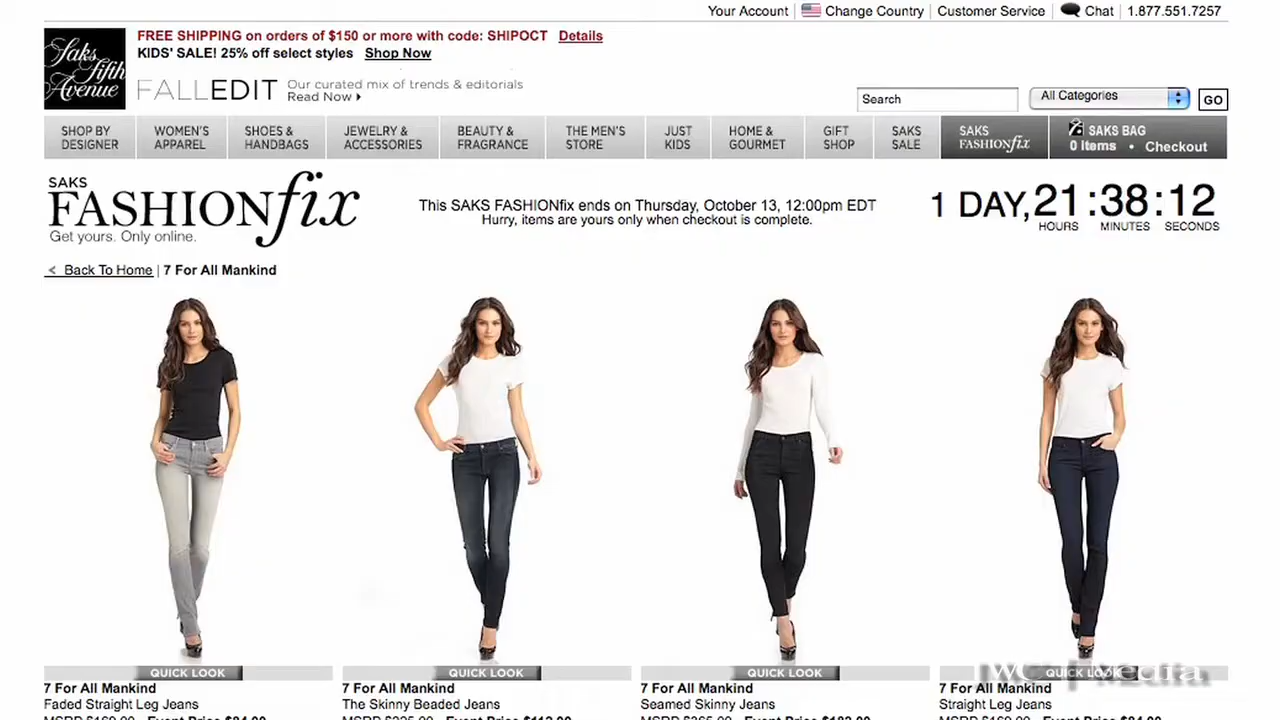 Your Account | Change Country | Customer Service | Chat | 1.877.551.7257
Saks
Fifth
Avenue
FREE SHIPPING on orders of $150 or more with code: SHIPOCT Details
KIDS' SALE! 25% off select styles Shop Now
FALLEDIT Our curated mix of trends & editorials
Read Now
Search All Categories GO
SHOP BY DESIGNER
WOMEN'S APPAREL
SHOES & HANDBAGS
JEWELRY & ACCESSORIES
BEAUTY & FRAGRANCE
THE MEN'S STORE
JUST KIDS
HOME & GOURMET
GIFT SHOP
SAKS SALE
SAKS FASHIONfix
SAKS BAG
0 Items • Checkout
SAKS
FASHIONfix
Get yours. Only online.
This SAKS FASHIONfix ends on Thursday, October 13, 12:00pm EDT
Hurry, items are yours only when checkout is complete.
1 DAY, 21 : 38 : 12
HOURS MINUTES SECONDS
< Back To Home | 7 For All Mankind
QUICK LOOK QUICK LOOK QUICK LOOK QUICK LOOK
7 For All Mankind 7 For All Mankind 7 For All Mankind 7 For All Mankind
Faded Straight Leg Jeans The Skinny Beaded Jeans Seamed Skinny Jeans Straight Leg Jeans
Media